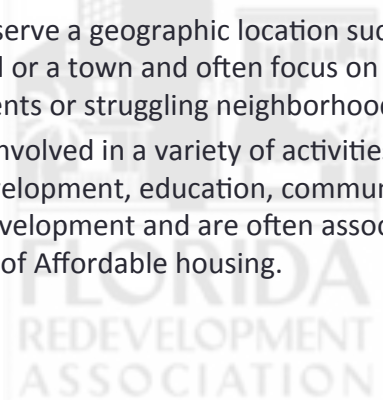 serve a geographic location suc
l or a town and often focus on
ents or struggling neighborhood
nvolved in a variety of activitie
elopment, education, commun
velopment and are often assoc
of Affordable housing.
FLORIDA
REDEVELOPMENT
ASSOCIATION